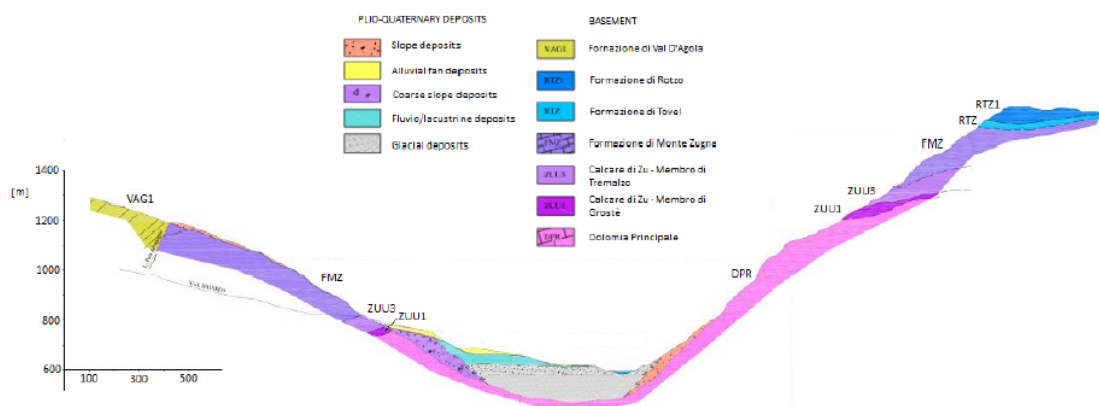 PLIO-QUATERNARY DEPOSITS
Slope deposits
Alluvial fan deposits
Coarse slope deposits
Fluvio/lacustrine deposits
Glacial deposits
BASEMENT
VAG1 Fornazione di Val D'Agola
RTZ1 Formazione di Rotzo
RTZ Formazione di Tovel
FMZ Formazione di Monte Zugna
ZUU3 Calcare di Zu - Membro di
Tremalzo
ZUU1 Calcare di Zu - Membro di
Grostè
DPR Dolomia Principale
1400
[m]
1200
1000
800
600
100 300 500
VAG1
FMZ
ZUU3
ZUU1
DPR
ZUU1
ZUU3
FMZ
RTZ
RTZ1